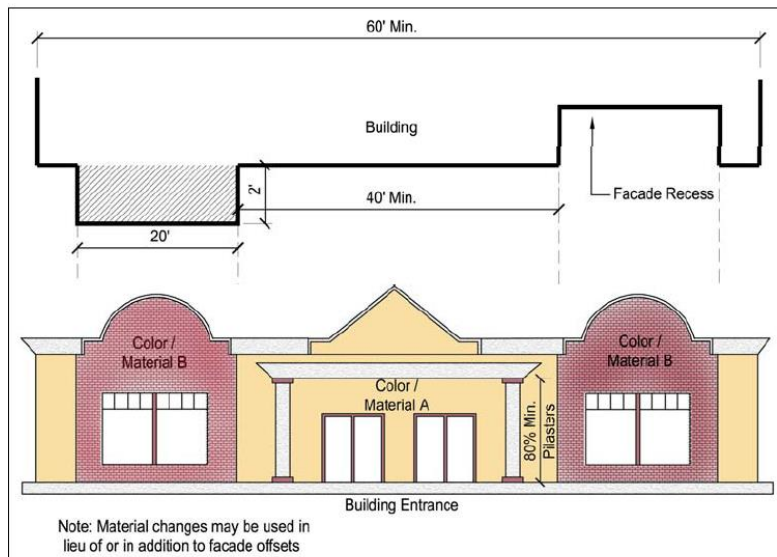 60' Min.
Building
2'
Facade Recess
40' Min.
20'
Color /
Material B
Color /
Material B
Color /
Material A
80% Min.
Pilasters
Building Entrance
Note: Material changes may be used in
lieu of or in addition to facade offsets